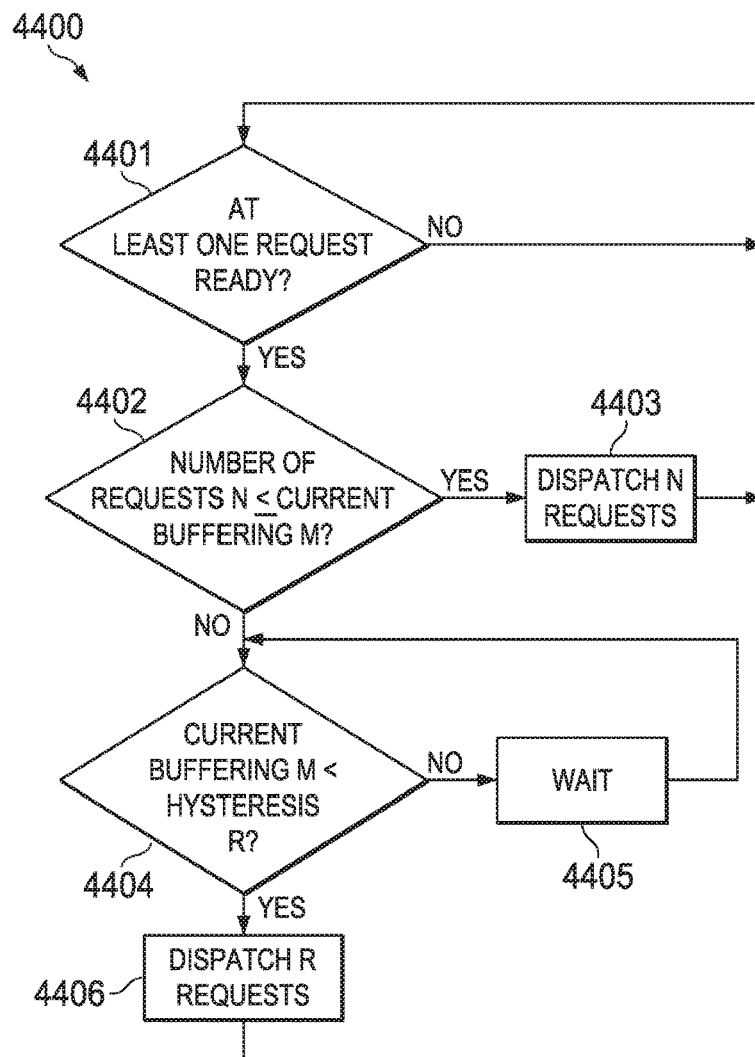 4400
4401
AT
LEAST ONE REQUEST
READY?
NO
YES
4402
NUMBER OF
REQUESTS N ≤ CURRENT
BUFFERING M?
YES
4403
DISPATCH N
REQUESTS
NO
CURRENT
BUFFERING M <
HYSTERESIS
R?
NO
WAIT
4404
4405
YES
DISPATCH R
REQUESTS
4406